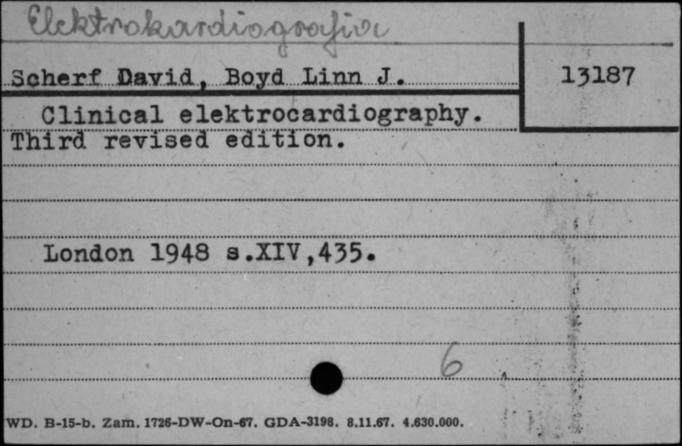 Elektrokardiografia
Scherf David, Boyd Linn J.
13187
Clinical elektrocardiography.
Third revised edition.
London 1948 s.XIV,435.
6
WD. B-15-b. Zam. 1726-DW-On-67. GDA-3198. 8.11.67. 4.630.000.